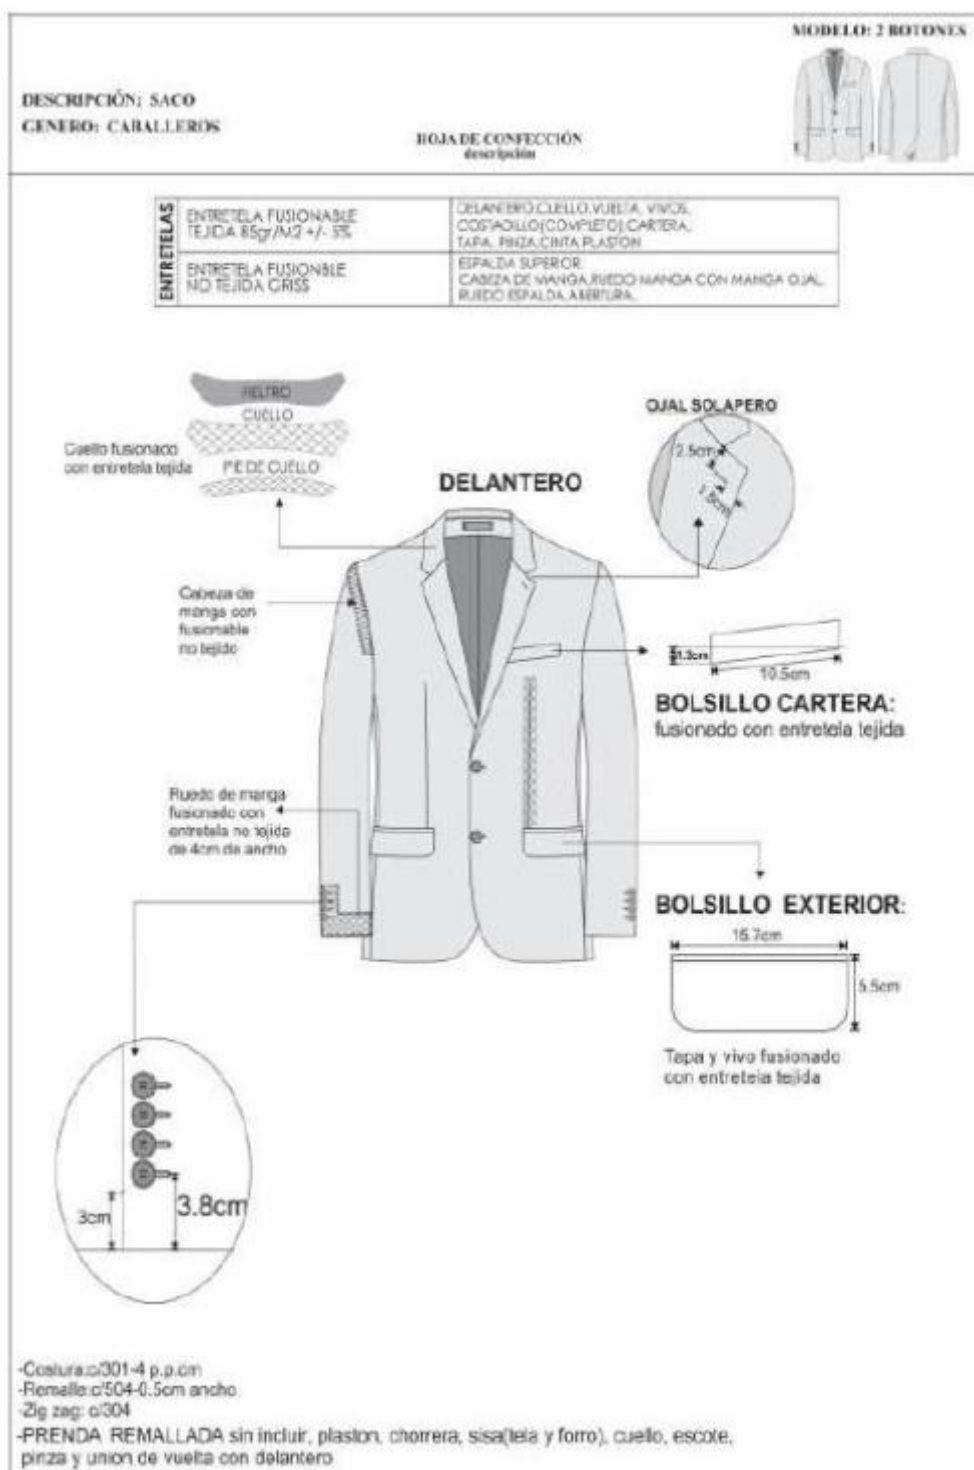 MODELO: 2 BOTONES
DESCRIPCIÓN: SACO
GENERO: CABALLEROS
HOJA DE CONFECCIÓN
descripción
ENTRETELAS
ENTRETELA FUSIONABLE
TEJIDA 85gr/M2 +/- 5%
DELANTERO,CUELLO,VUELTA, VIVOS,
COSTADILLO(COMPLETO),CARTERA,
TAPA, PINZA,CINTA PLASTON
ENTRETELA FUSIONBLE
NO TEJIDA GRISS
ESPALDA SUPERIOR
CABEZA DE MANGA,RUEDO MANGA CON MANGA OJAL,
RUEDO ESPALDA,ABERTURA.
FIELTRO
CUELLO
Cuello fusionado
con entretela tejida
PIE DE CUELLO
OJAL SOLAPERO
2.5cm
1.8cm
DELANTERO
Cabeza de
manga con
fusionable
no tejido
1.3cm
10.5cm
BOLSILLO CARTERA:
fusionado con entretela tejida
Ruedo de manga
fusionado con
entretela no tejida
de 4cm de ancho
BOLSILLO EXTERIOR:
15.7cm
5.5cm
Tapa y vivo fusionado
con entretela tejida
3cm
3.8cm
-Costura:c/301-4 p.p.cm
-Remalle:c/504-0.5cm ancho
-Zig zag: c/304
-PRENDA REMALLADA sin incluir, plaston, chorrera, sisa(tela y forro), cuello, escote,
pinza y union de vuelta con delantero